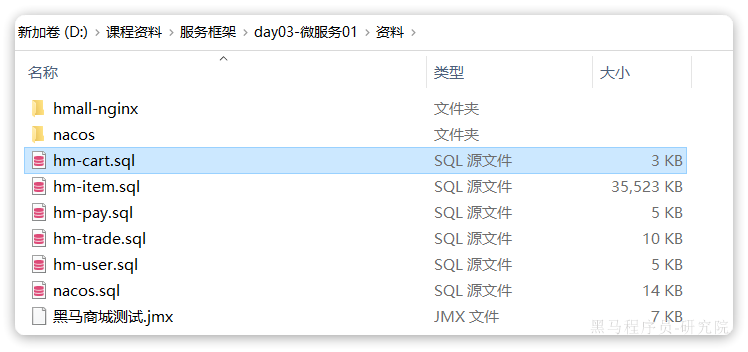 新加卷 (D:) › 课程资料 › 服务框架 › day03-微服务01 › 资料 ›
名称 类型 大小
hmall-nginx 文件夹
nacos 文件夹
hm-cart.sql SQL 源文件 3 KB
hm-item.sql SQL 源文件 35,523 KB
hm-pay.sql SQL 源文件 5 KB
hm-trade.sql SQL 源文件 10 KB
hm-user.sql SQL 源文件 5 KB
nacos.sql SQL 源文件 14 KB
黑马商城测试.jmx JMX 文件 7 KB
黑马程序员-研究院